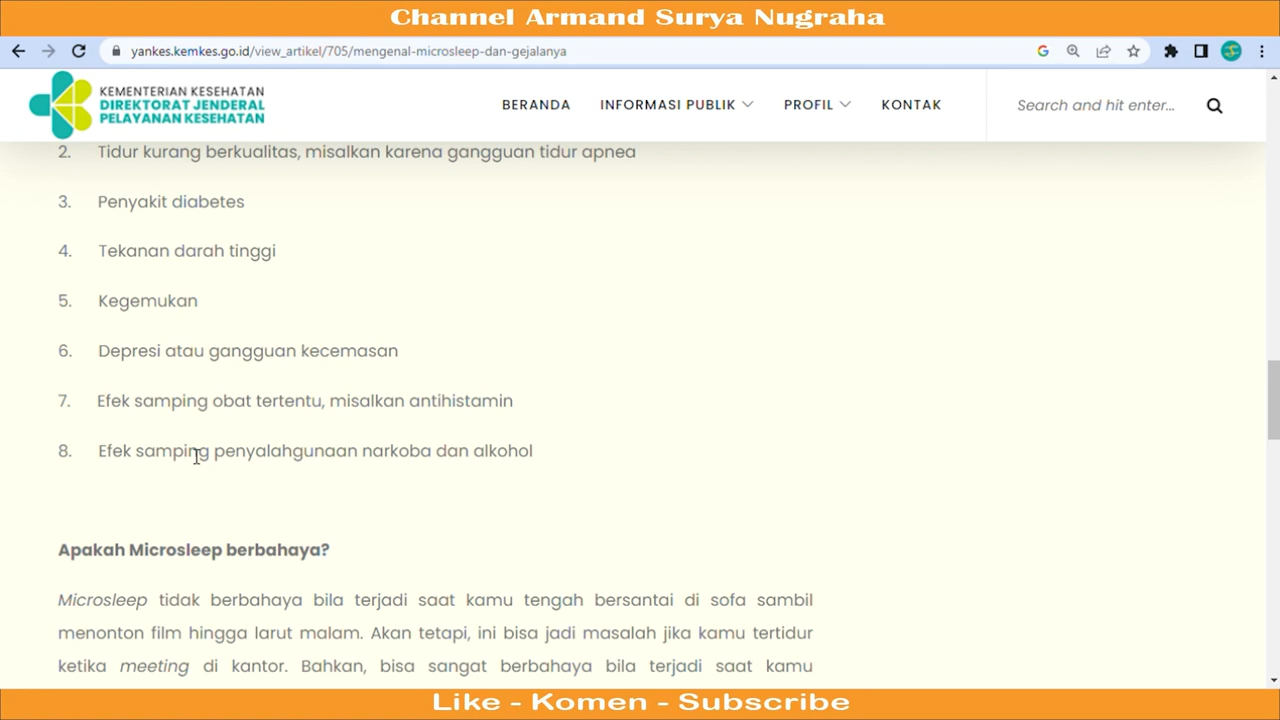 Channel Armand Surya Nugraha
yankes.kemkes.go.id/view_artikel/705/mengenal-microsleep-dan-gejalanya
KEMENTERIAN KESEHATAN
DIREKTORAT JENDERAL
PELAYANAN KESEHATAN
BERANDA INFORMASI PUBLIK PROFIL KONTAK Search and hit enter...
2. Tidur kurang berkualitas, misalkan karena gangguan tidur apnea
3. Penyakit diabetes
4. Tekanan darah tinggi
5. Kegemukan
6. Depresi atau gangguan kecemasan
7. Efek samping obat tertentu, misalkan antihistamin
8. Efek samping penyalahgunaan narkoba dan alkohol
Apakah Microsleep berbahaya?
Microsleep tidak berbahaya bila terjadi saat kamu tengah bersantai di sofa sambil
menonton film hingga larut malam. Akan tetapi, ini bisa jadi masalah jika kamu tertidur
ketika meeting di kantor. Bahkan, bisa sangat berbahaya bila terjadi saat kamu
Like - Komen - Subscribe